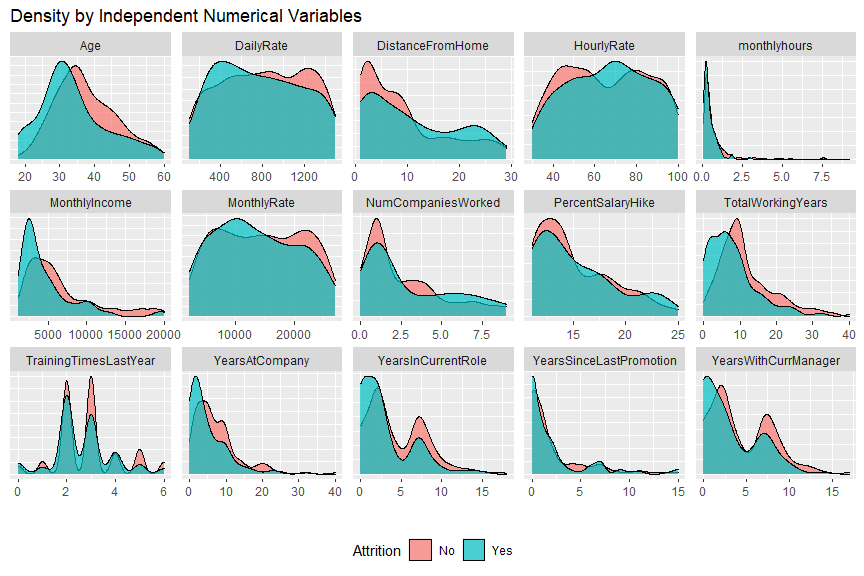 Density by Independent Numerical Variables
Age DailyRate DistanceFromHome HourlyRate monthlyhours
20 30 40 50 60 400 800 1200 0 10 20 30 40 60 80 100 0.0 2.5 5.0 7.5
MonthlyIncome MonthlyRate NumCompaniesWorked PercentSalaryHike TotalWorkingYears
5000 10000 15000 20000 10000 20000 0.0 2.5 5.0 7.5 15 20 25 0 10 20 30 40
TrainingTimesLastYear YearsAtCompany YearsInCurrentRole YearsSinceLastPromotion YearsWithCurrManager
0 2 4 6 0 10 20 30 40 0 5 10 15 0 5 10 15 0 5 10 15
Attrition No Yes